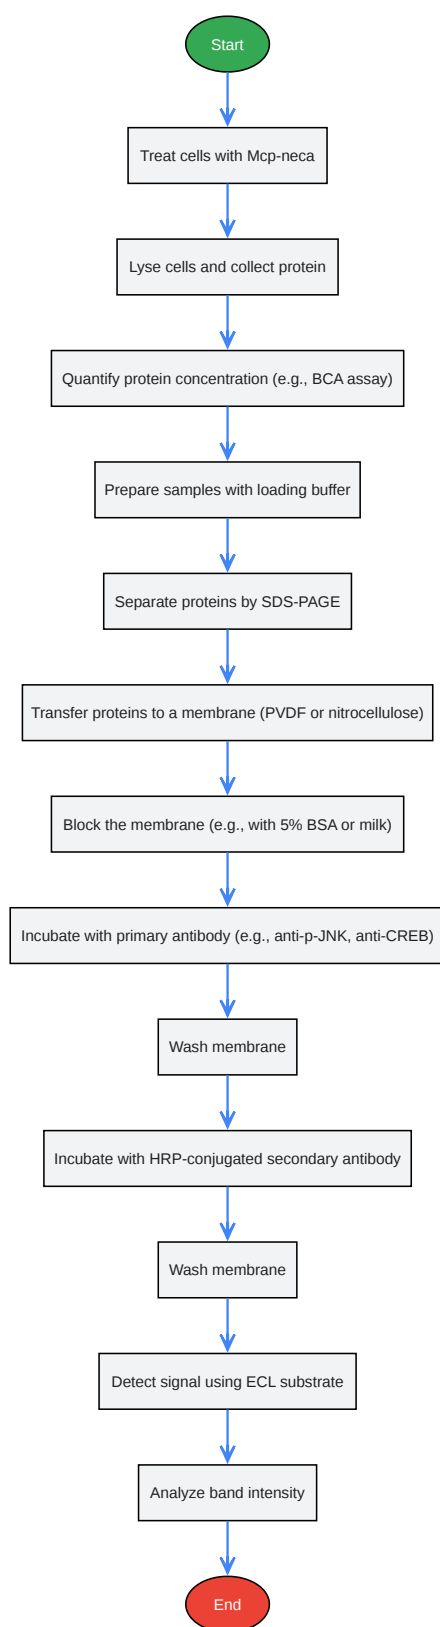 Start
Treat cells with Mcp-neca
Lyse cells and collect protein
Quantify protein concentration (e.g., BCA assay)
Prepare samples with loading buffer
Separate proteins by SDS-PAGE
Transfer proteins to a membrane (PVDF or nitrocellulose)
Block the membrane (e.g., with 5% BSA or milk)
Incubate with primary antibody (e.g., anti-p-JNK, anti-CREB)
Wash membrane
Incubate with HRP-conjugated secondary antibody
Wash membrane
Detect signal using ECL substrate
Analyze band intensity
End